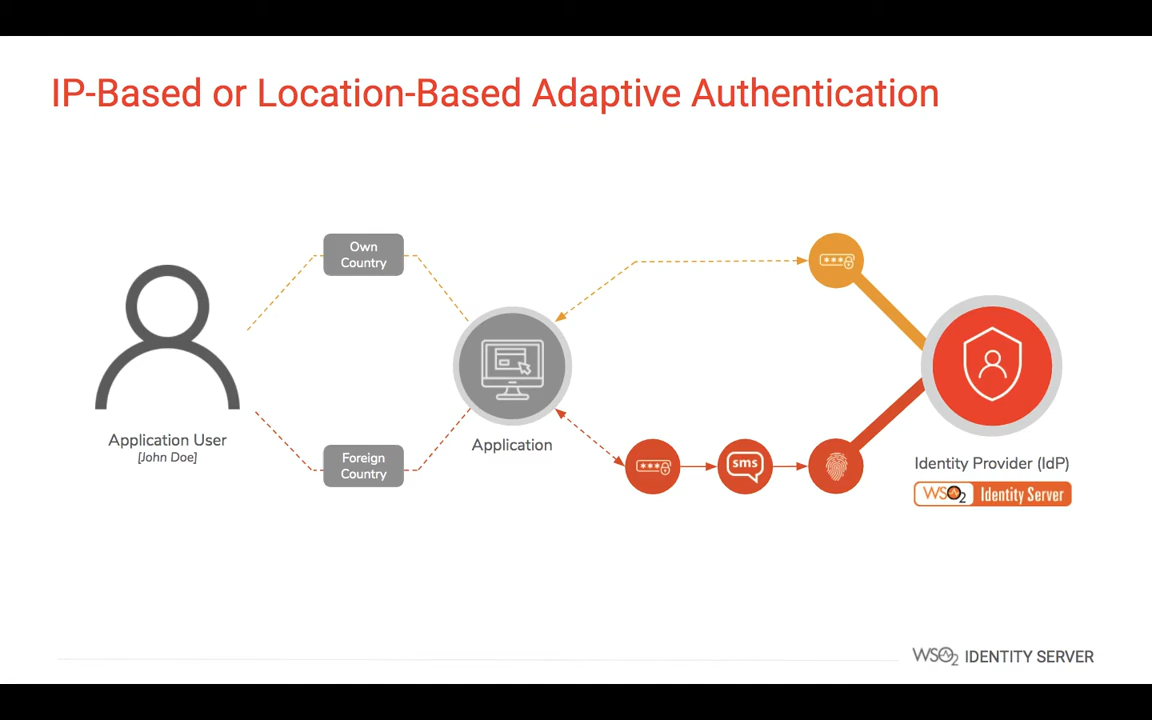 IP-Based or Location-Based Adaptive Authentication
Own
Country
***
Application User
[John Doe]
Application
Foreign
Country
***
sms
Identity Provider (IdP)
WSO2 Identity Server
WSO2 IDENTITY SERVER